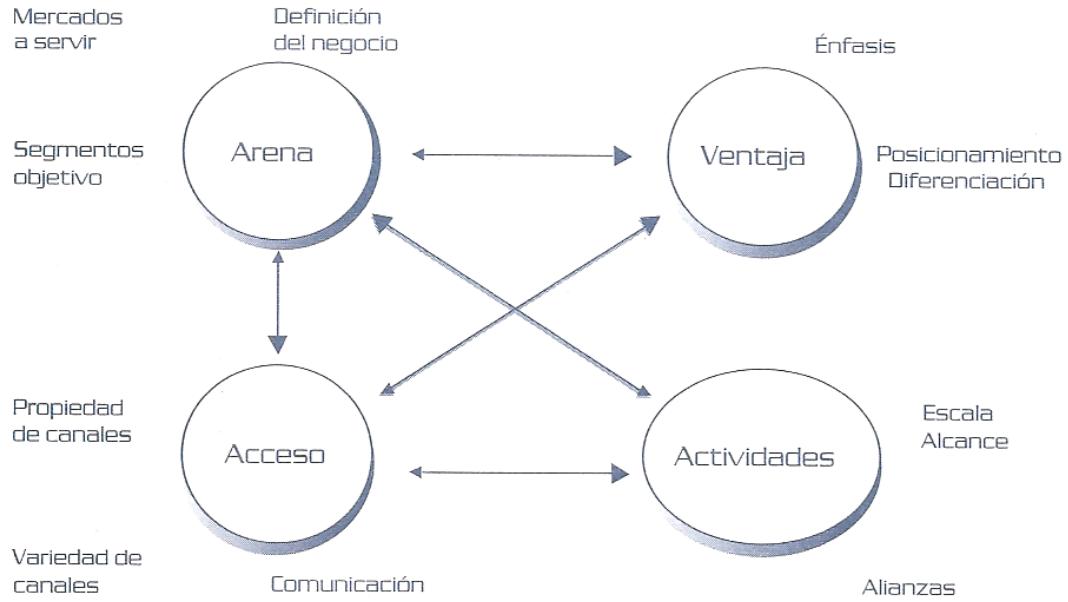 Mercados
a servir
Definición
del negocio
Énfasis
Segmentos
objetivo
Arena
Ventaja
Posicionamiento
Diferenciación
Propiedad
de canales
Acceso
Actividades
Escala
Alcance
Variedad de
canales
Comunicación
Alianzas